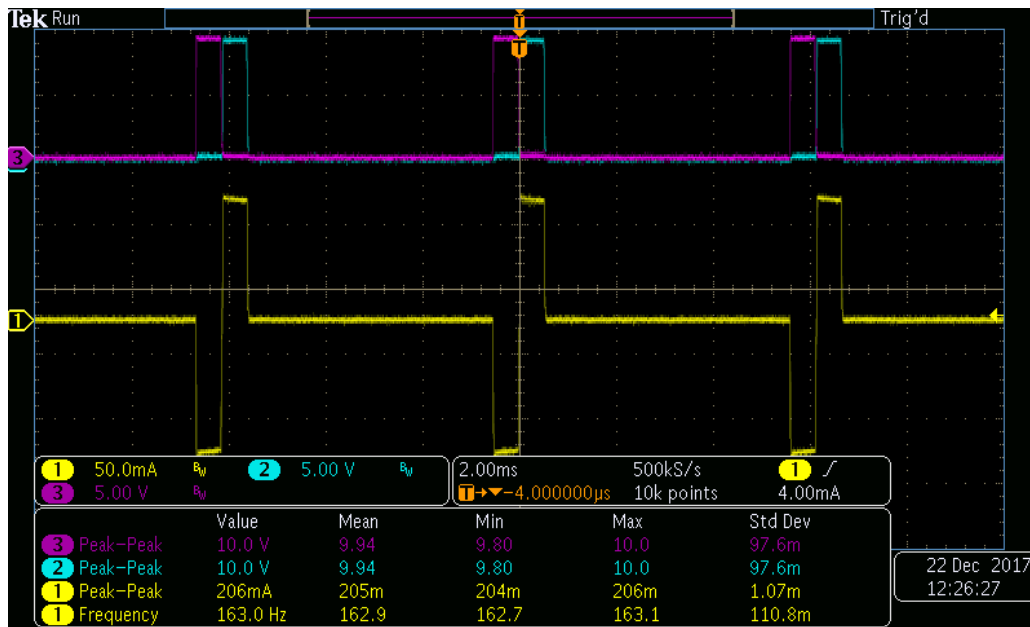 Tek Run Trig'd
T
T
3
1
1 50.0mA BW 2 5.00 V BW
3 5.00 V BW
2.00ms 500kS/s
T→▼−4.000000µs 10k points
1 ∫
4.00mA
Value Mean Min Max Std Dev
3 Peak−Peak 10.0 V 9.94 9.80 10.0 97.6m
2 Peak−Peak 10.0 V 9.94 9.80 10.0 97.6m
1 Peak−Peak 206mA 205m 204m 206m 1.07m
1 Frequency 163.0 Hz 162.9 162.7 163.1 110.8m
22 Dec 2017
12:26:27